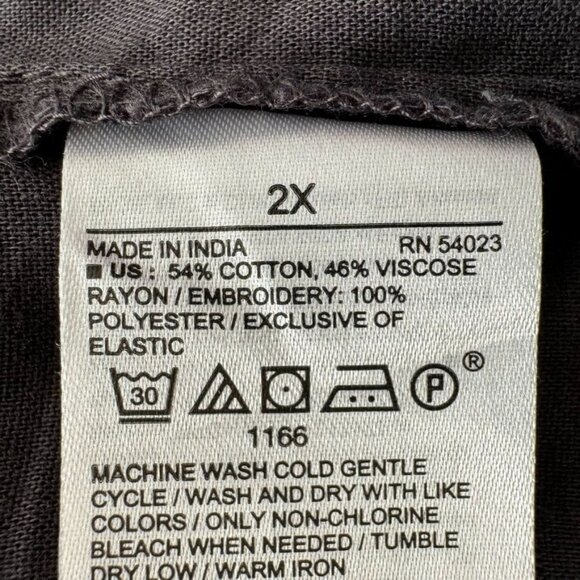 2X
MADE IN INDIA RN 54023
■ US : 54% COTTON, 46% VISCOSE
RAYON / EMBROIDERY: 100%
POLYESTER / EXCLUSIVE OF
ELASTIC
30 P ®
1166
MACHINE WASH COLD GENTLE
CYCLE / WASH AND DRY WITH LIKE
COLORS / ONLY NON-CHLORINE
BLEACH WHEN NEEDED / TUMBLE
DRY LOW / WARM IRON